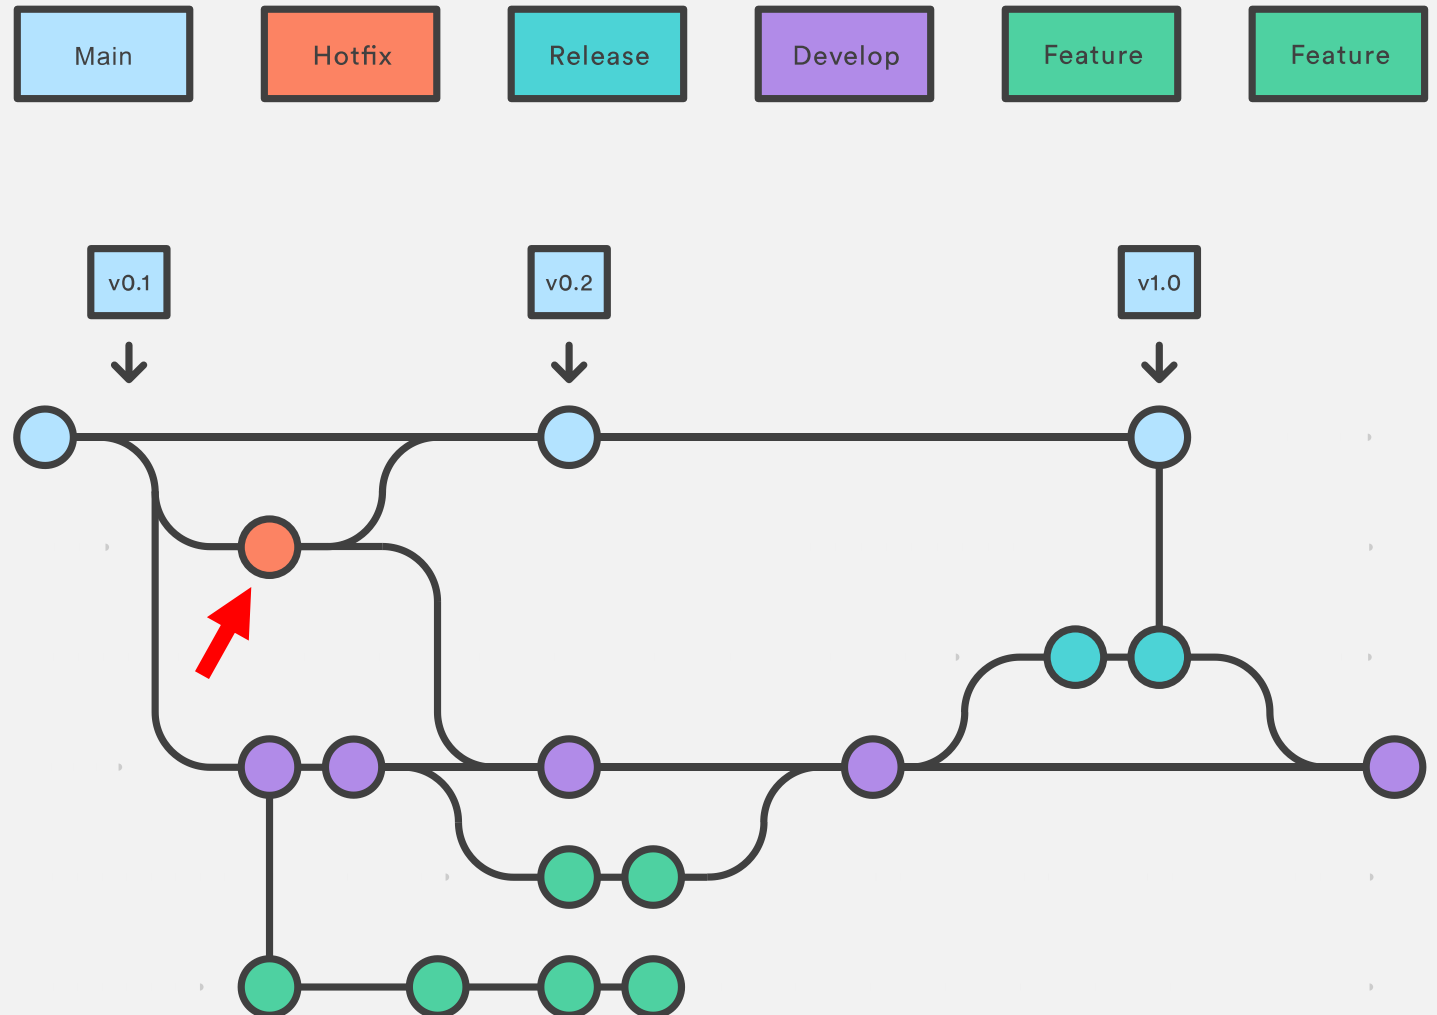 Main
Hotfix
Release
Develop
Feature
Feature
v0.1
v0.2
v1.0